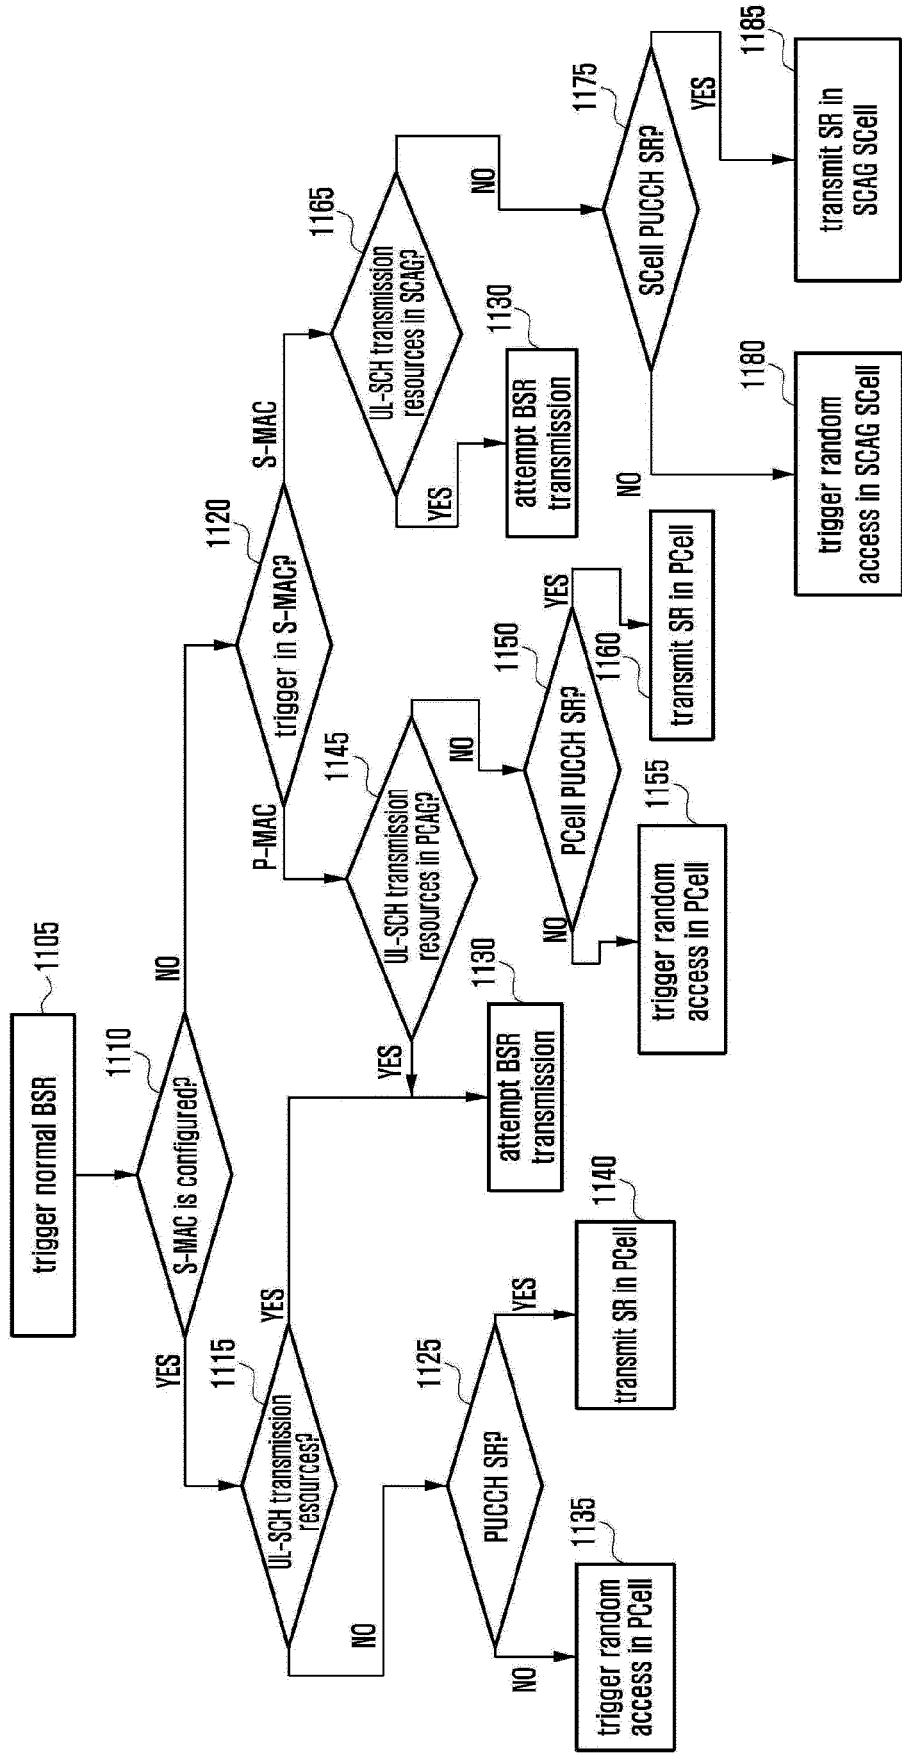 trigger normal BSR
1105
S-MAC is configured?
1110
YES
NO
UL-SCH transmission
resources?
1115
YES
NO
trigger in S-MAC?
1120
P-MAC
S-MAC
PUCCH SR?
1125
NO
YES
trigger random
access in PCell
1135
transmit SR in PCell
1140
attempt BSR
transmission
1130
UL-SCH transmission
resources in PCAG?
1145
YES
NO
PCell PUCCH SR?
1150
NO
YES
trigger random
access in PCell
1155
transmit SR in PCell
1160
UL-SCH transmission
resources in SCAG?
1165
YES
NO
attempt BSR
transmission
1130
SCell PUCCH SR?
1175
NO
YES
trigger random
access in SCAG SCell
1180
transmit SR in
SCAG SCell
1185